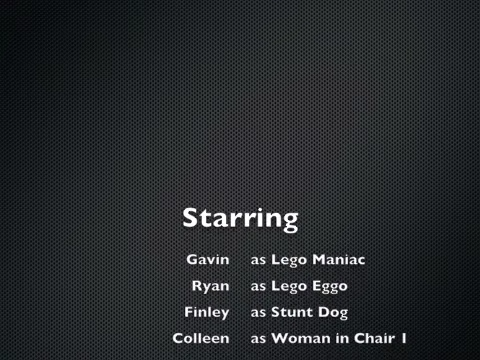 Starring
Gavin as Lego Maniac
Ryan as Lego Eggo
Finley as Stunt Dog
Colleen as Woman in Chair 1